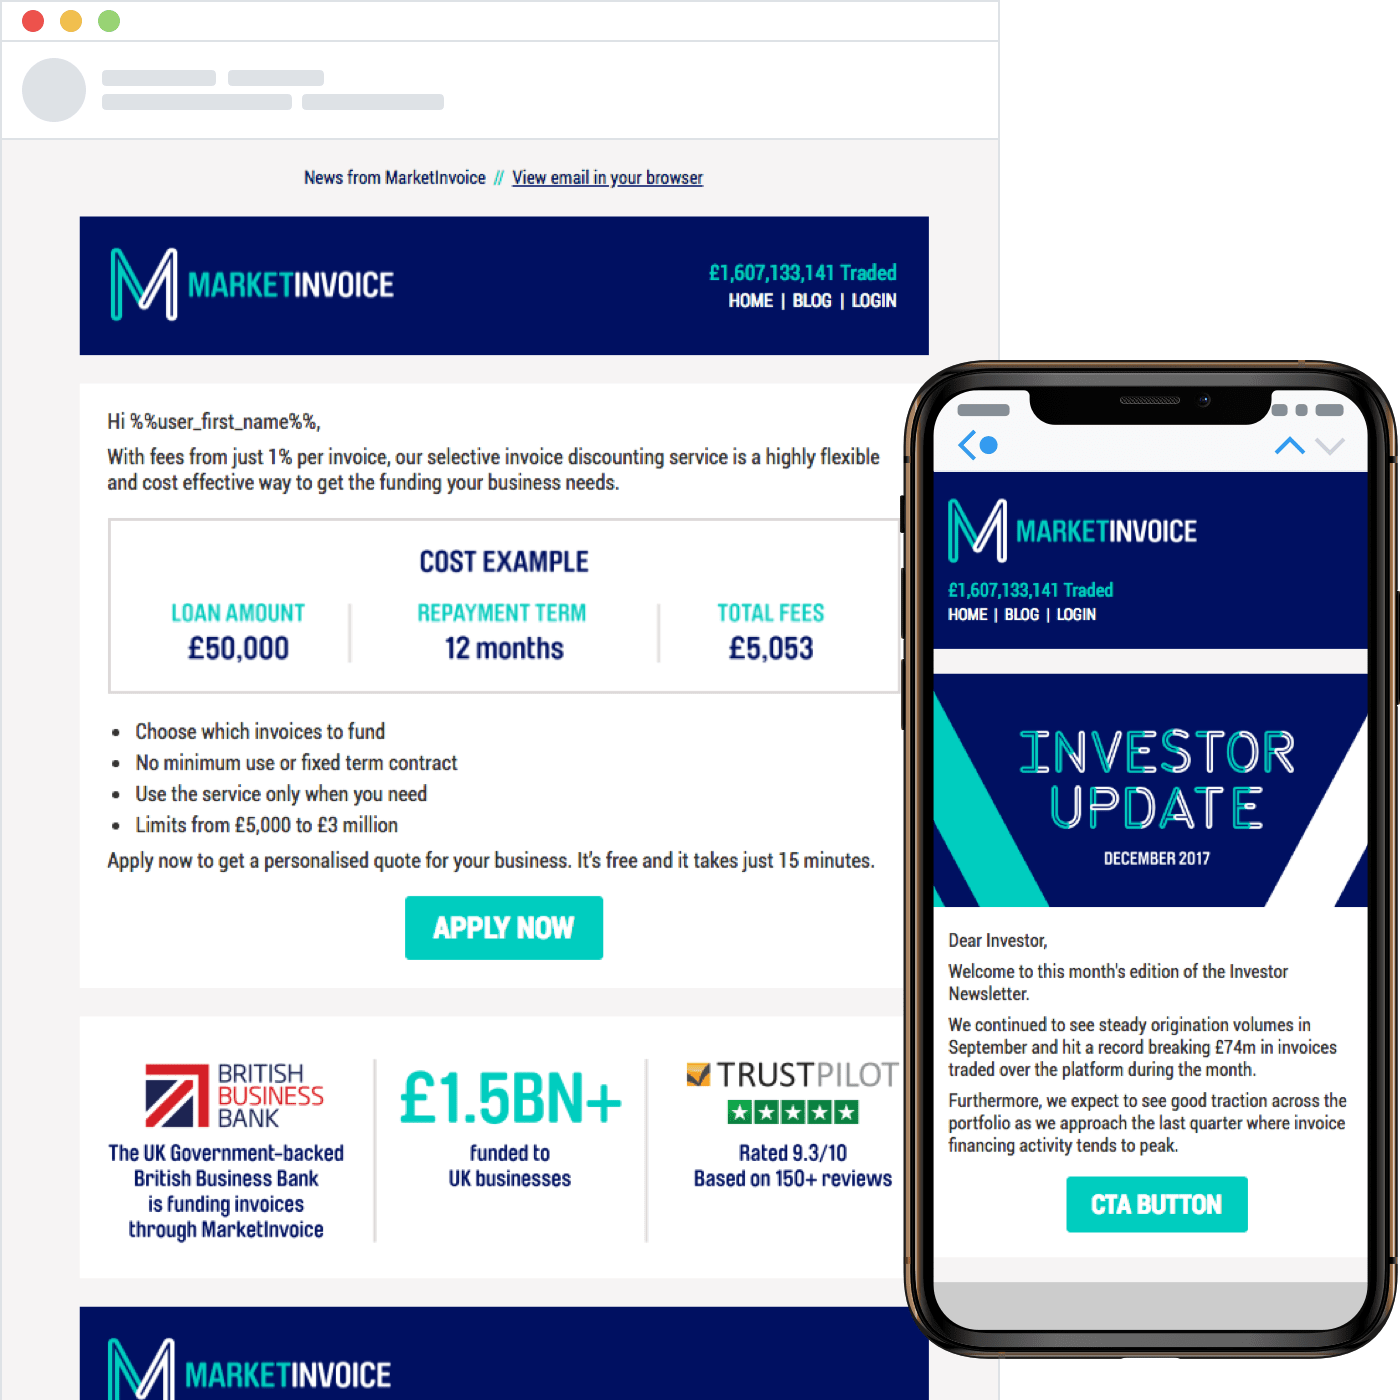 News from MarketInvoice // View email in your browser
MARKETINVOICE
£1,607,133,141 Traded
HOME | BLOG | LOGIN
Hi %%user_first_name%%,
With fees from just 1% per invoice, our selective invoice discounting service is a highly flexible
and cost effective way to get the funding your business needs.
COST EXAMPLE
LOAN AMOUNT
£50,000
REPAYMENT TERM
12 months
TOTAL FEES
£5,053
• Choose which invoices to fund
• No minimum use or fixed term contract
• Use the service only when you need
• Limits from £5,000 to £3 million
Apply now to get a personalised quote for your business. It's free and it takes just 15 minutes.
APPLY NOW
BRITISH
BUSINESS
BANK
The UK Government-backed
British Business Bank
is funding invoices
through MarketInvoice
£1.5BN+
funded to
UK businesses
TRUSTPILOT
Rated 9.3/10
Based on 150+ reviews
MARKETINVOICE
MARKETINVOICE
£1,607,133,141 Traded
HOME | BLOG | LOGIN
INVESTOR
UPDATE
DECEMBER 2017
Dear Investor,
Welcome to this month's edition of the Investor
Newsletter.
We continued to see steady origination volumes in
September and hit a record breaking £74m in invoices
traded over the platform during the month.
Furthermore, we expect to see good traction across the
portfolio as we approach the last quarter where invoice
financing activity tends to peak.
CTA BUTTON